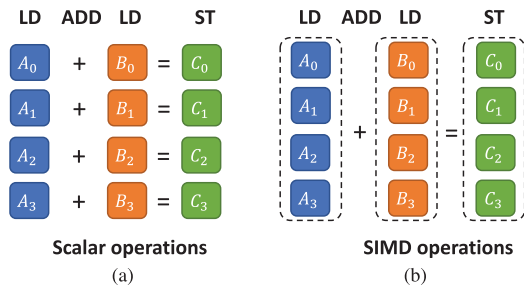 LD ADD LD ST
A₀ + B₀ = C₀
A₁ + B₁ = C₁
A₂ + B₂ = C₂
A₃ + B₃ = C₃
Scalar operations
(a)
LD ADD LD ST
A₀ B₀ C₀
A₁ B₁ C₁
+ =
A₂ B₂ C₂
A₃ B₃ C₃
SIMD operations
(b)